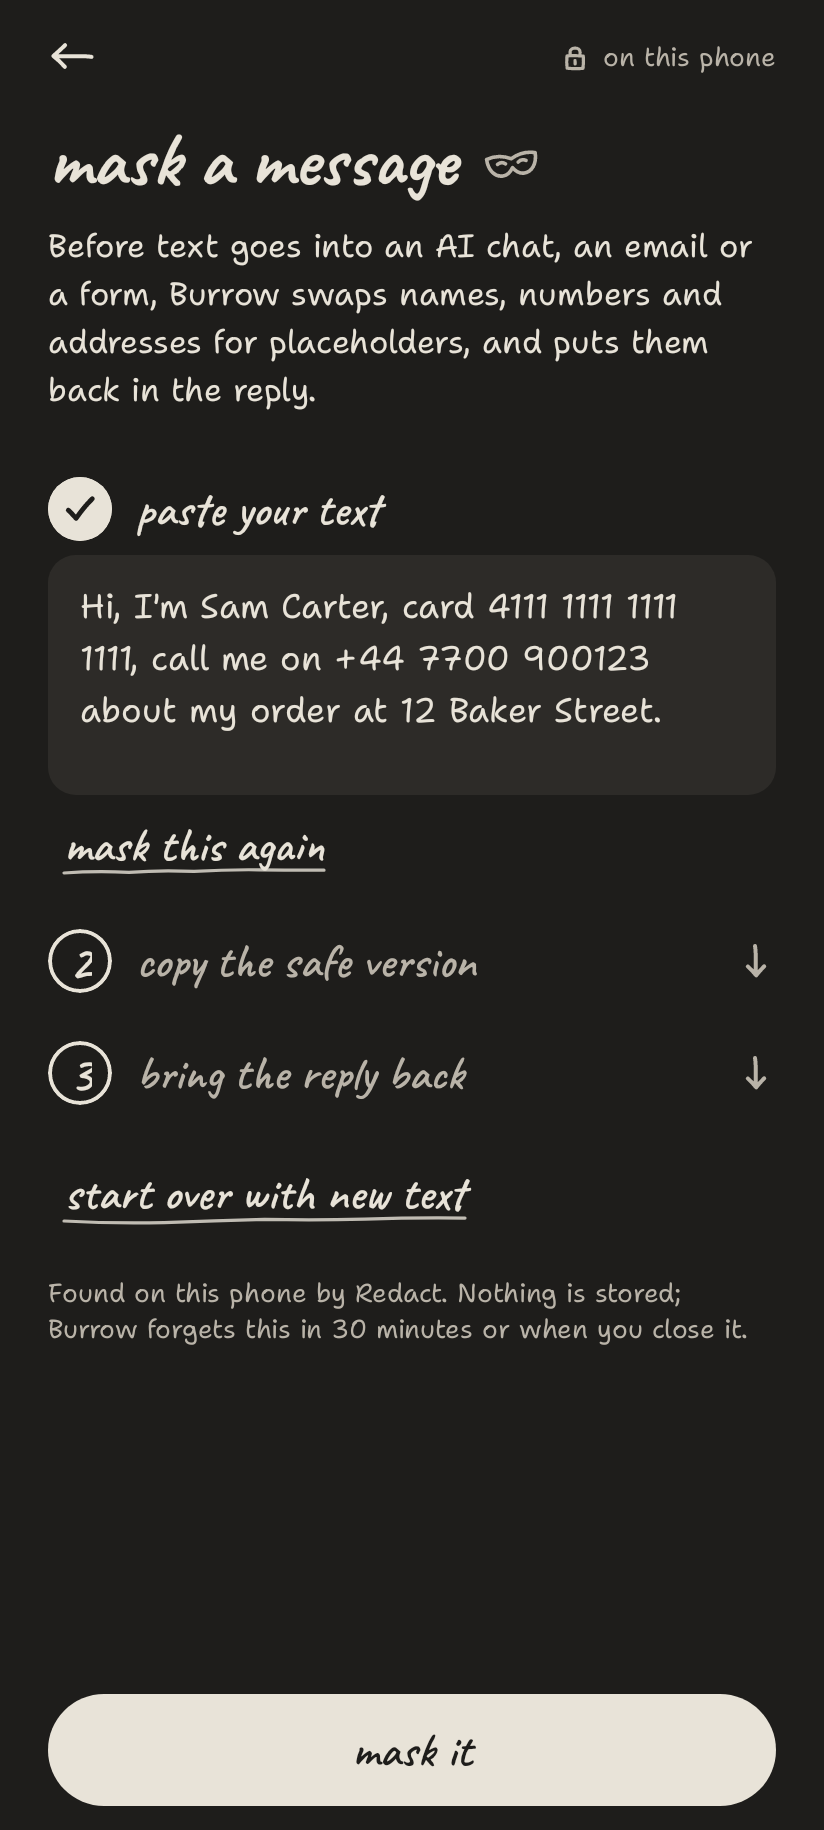 on this phone
mask a message
Before text goes into an AI chat, an email or
a form, Burrow swaps names, numbers and
addresses for placeholders, and puts them
back in the reply.
paste your text
Hi, I'm Sam Carter, card 4111 1111 1111
1111, call me on +44 7700 900123
about my order at 12 Baker Street.
mask this again
2 copy the safe version
3 bring the reply back
start over with new text
Found on this phone by Redact. Nothing is stored;
Burrow forgets this in 30 minutes or when you close it.
mask it